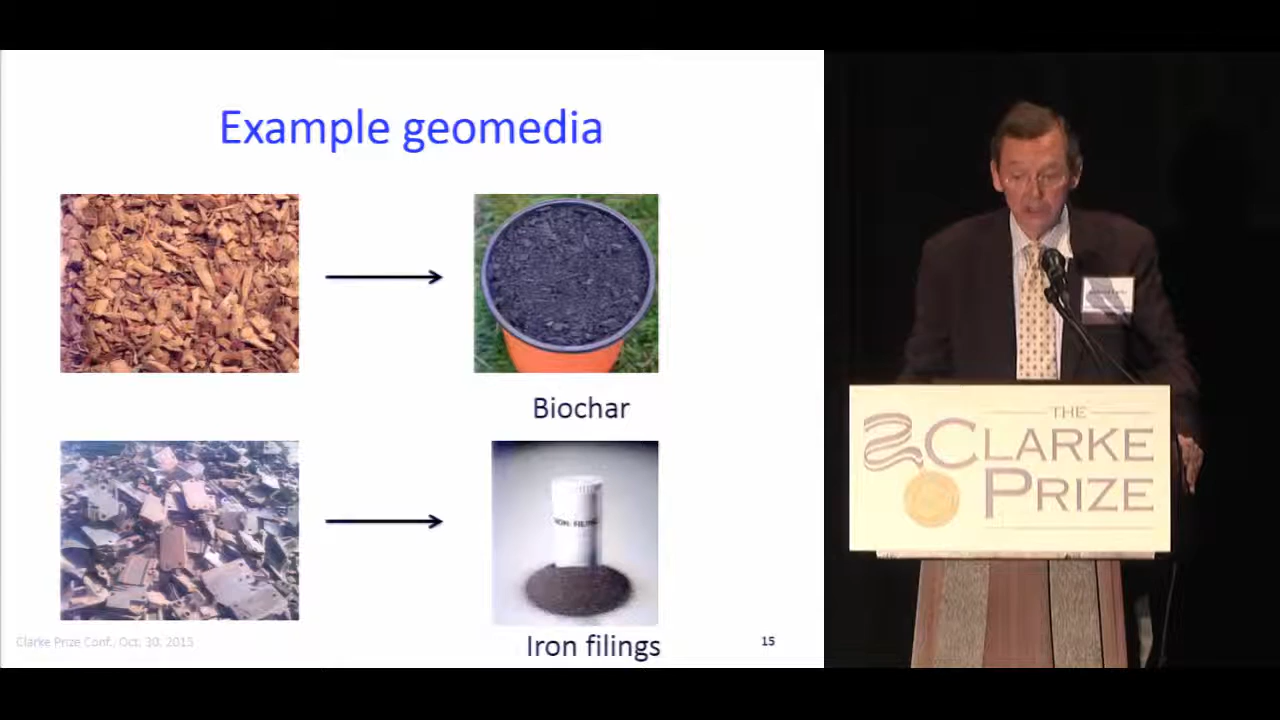 Example geomedia
Biochar
Iron filings
Clarke Prize Conf., Oct. 30, 2015
15
THE
CLARKE
PRIZE